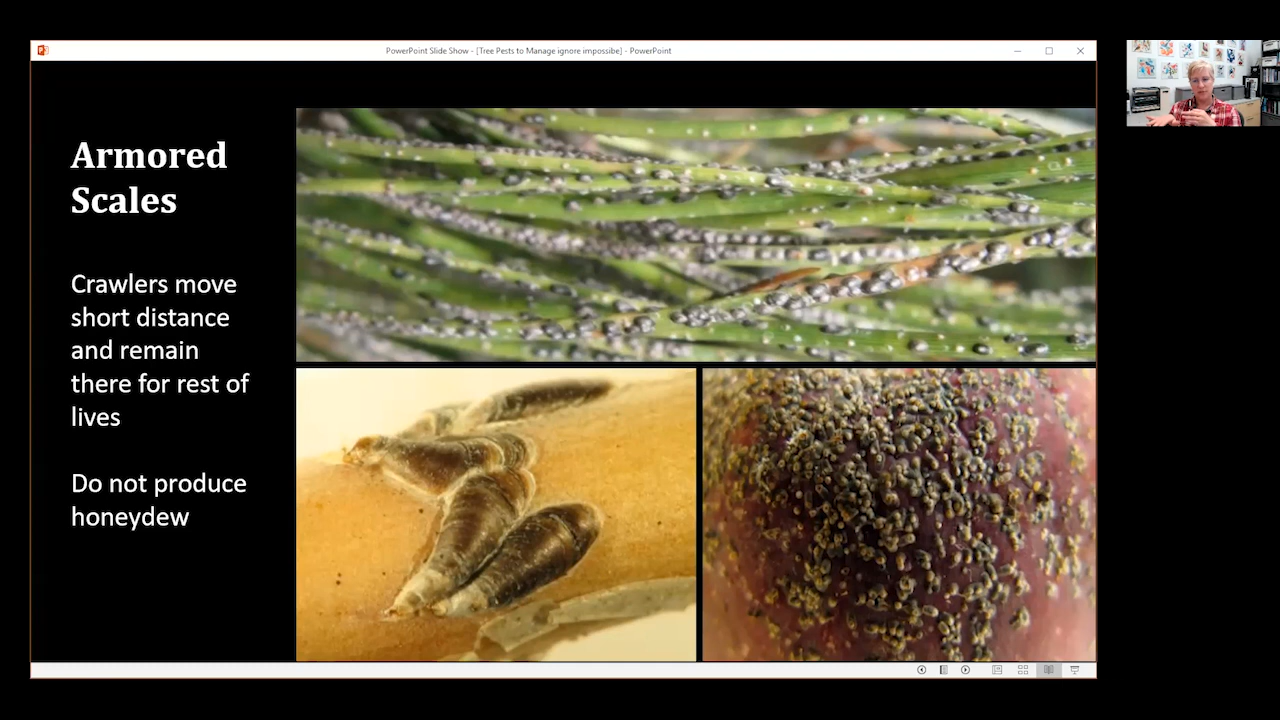 PowerPoint Slide Show - [Tree Pests to Manage ignore impossibe] - PowerPoint
Armored
Scales
Crawlers move
short distance
and remain
there for rest of
lives
Do not produce
honeydew